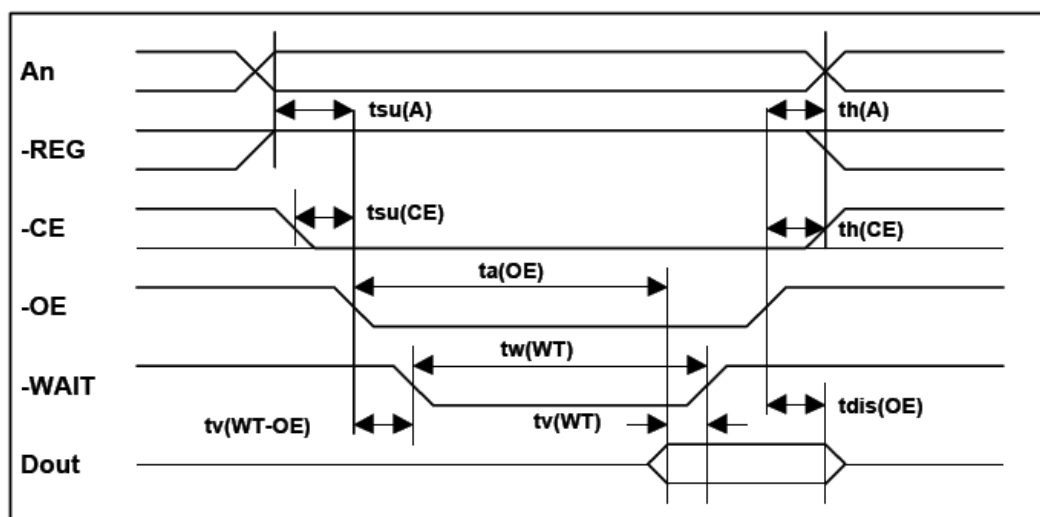 An
tsu(A)
th(A)
-REG
tsu(CE)
-CE
th(CE)
ta(OE)
-OE
tw(WT)
-WAIT
tdis(OE)
tv(WT-OE)
tv(WT)
Dout